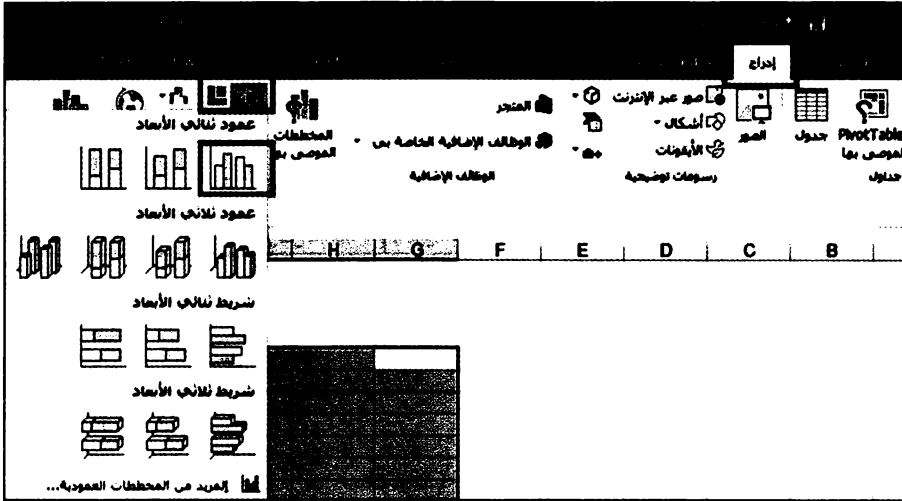 إدراج
PivotTable
الموصى بها
جداول
جدول
الصور
صور عبر الإنترنت
أشكال
الأيقونات
رسومات توضيحية
المتجر
الوظائف الإضافية الخاصة بي
الوظائف الإضافية
المخططات
الموصى بها
B C D E F G H
عمود ثنائي الأبعاد
عمود ثلاثي الأبعاد
شريط ثنائي الأبعاد
شريط ثلاثي الأبعاد
المزيد من المخططات العمودية...